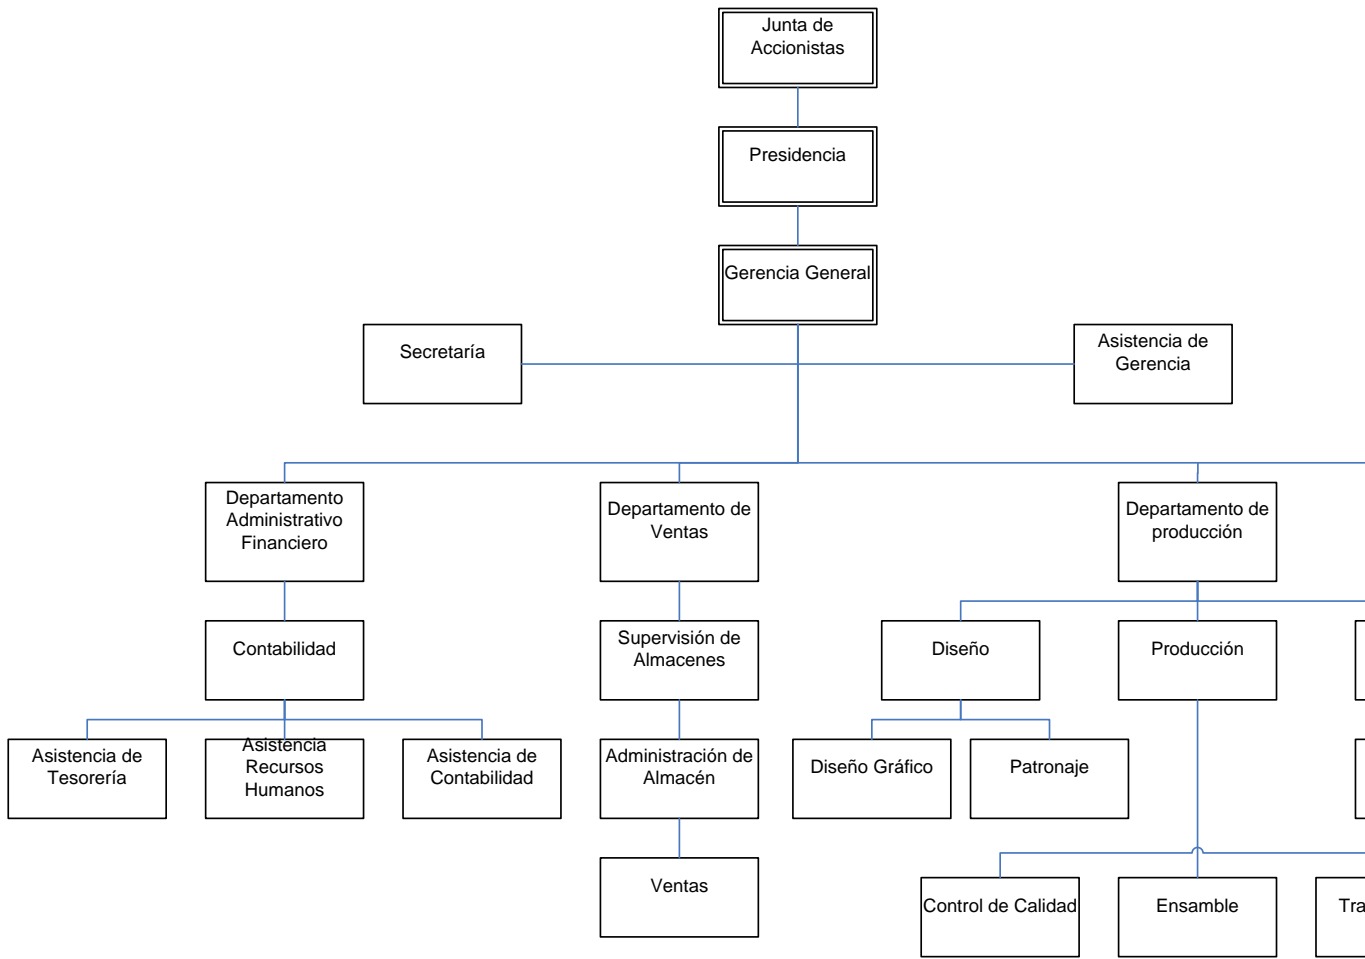 Junta de
Accionistas
Presidencia
Gerencia General
Secretaría
Asistencia de
Gerencia
Departamento
Administrativo
Financiero
Departamento de
Ventas
Departamento de
producción
Contabilidad
Supervisión de
Almacenes
Diseño
Producción
Asistencia de
Tesorería
Asistencia
Recursos
Humanos
Asistencia de
Contabilidad
Administración de
Almacén
Diseño Gráfico
Patronaje
Ventas
Control de Calidad
Ensamble
Tra